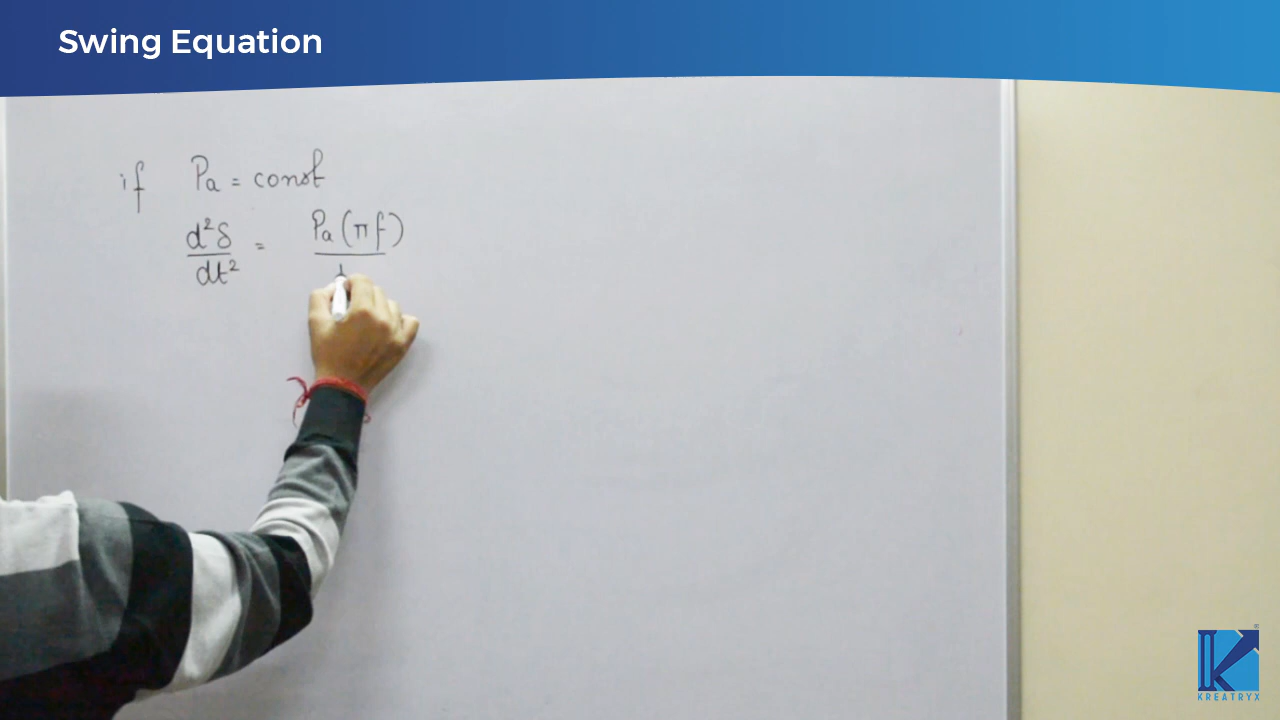 Swing Equation
if Pa = const
d²δ/dt² = Pa(πf)/
KREATRYX